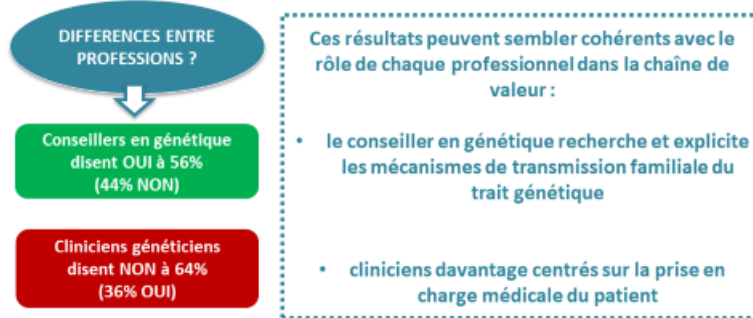 DIFFERENCES ENTRE
PROFESSIONS ?
Conseillers en génétique
disent OUI à 56%
(44% NON)
Cliniciens généticiens
disent NON à 64%
(36% OUI)
Ces résultats peuvent sembler cohérents avec le
rôle de chaque professionnel dans la chaîne de
valeur :
• le conseiller en génétique recherche et explicite
les mécanismes de transmission familiale du
trait génétique
• cliniciens davantage centrés sur la prise en
charge médicale du patient